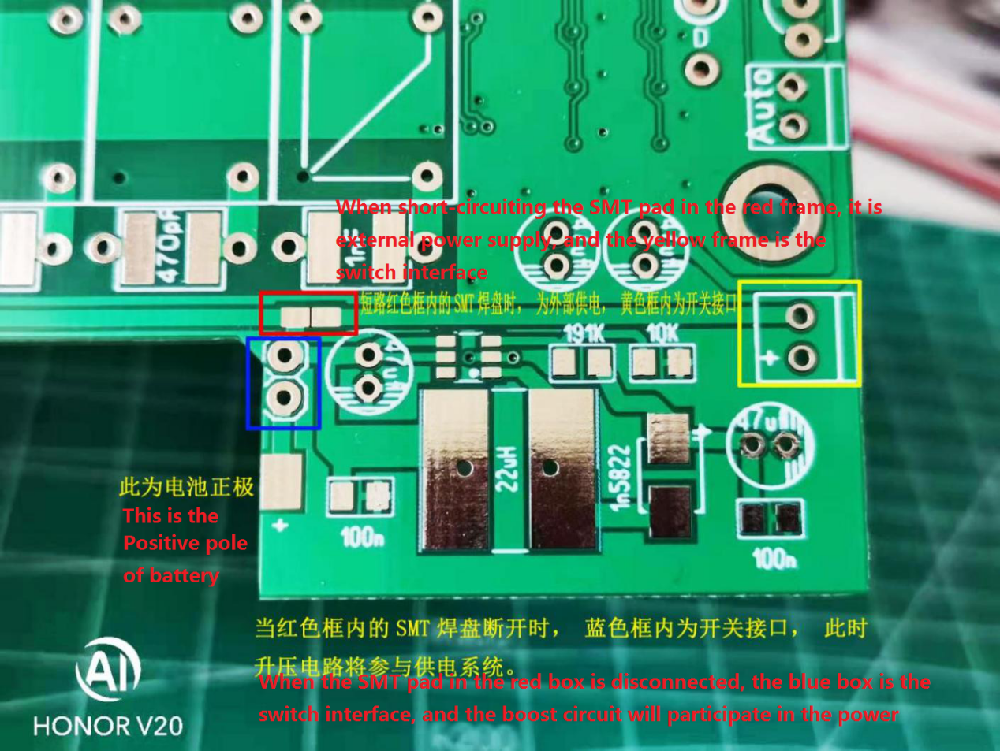 D
Auto
470pF
1nF
When short-circuiting the SMT pad in the red frame, it is
external power supply, and the yellow frame is the
switch interface
短路红色框内的 SMT 焊盘时， 为外部供电， 黄色框内为开关接口
191K
10K
47u
+
47u
22uH
1n5822
+
此为电池正极
This is the
Positive pole
of battery
+
100n
100n
当红色框内的 SMT 焊盘断开时， 蓝色框内为开关接口， 此时
升压电路将参与供电系统。
When the SMT pad in the red box is disconnected, the blue box is the
switch interface, and the boost circuit will participate in the power
AI
HONOR V20